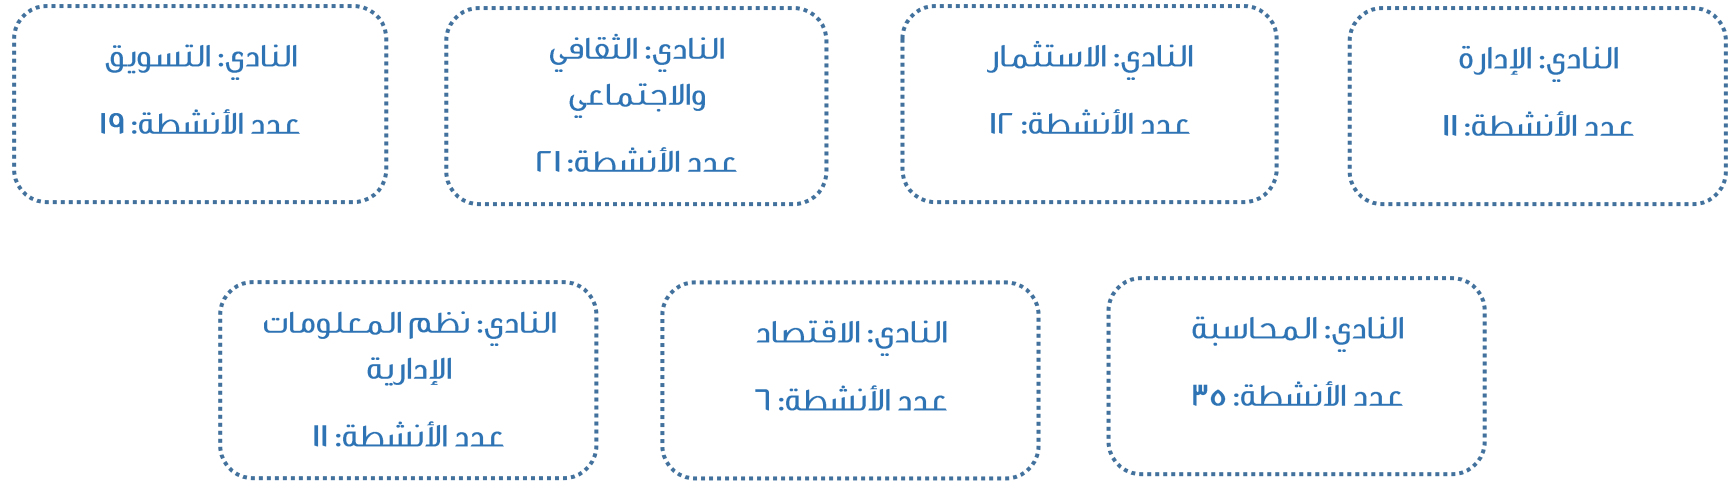 النادي: الإدارة
عدد الأنشطة: ١١
النادي: الاستثمار
عدد الأنشطة: ١٢
النادي: الثقافي
والاجتماعي
عدد الأنشطة: ٢١
النادي: التسويق
عدد الأنشطة: ١٩
النادي: المحاسبة
عدد الأنشطة: ٣٥
النادي: الاقتصاد
عدد الأنشطة: ٦
النادي: نظم المعلومات
الإدارية
عدد الأنشطة: ١١